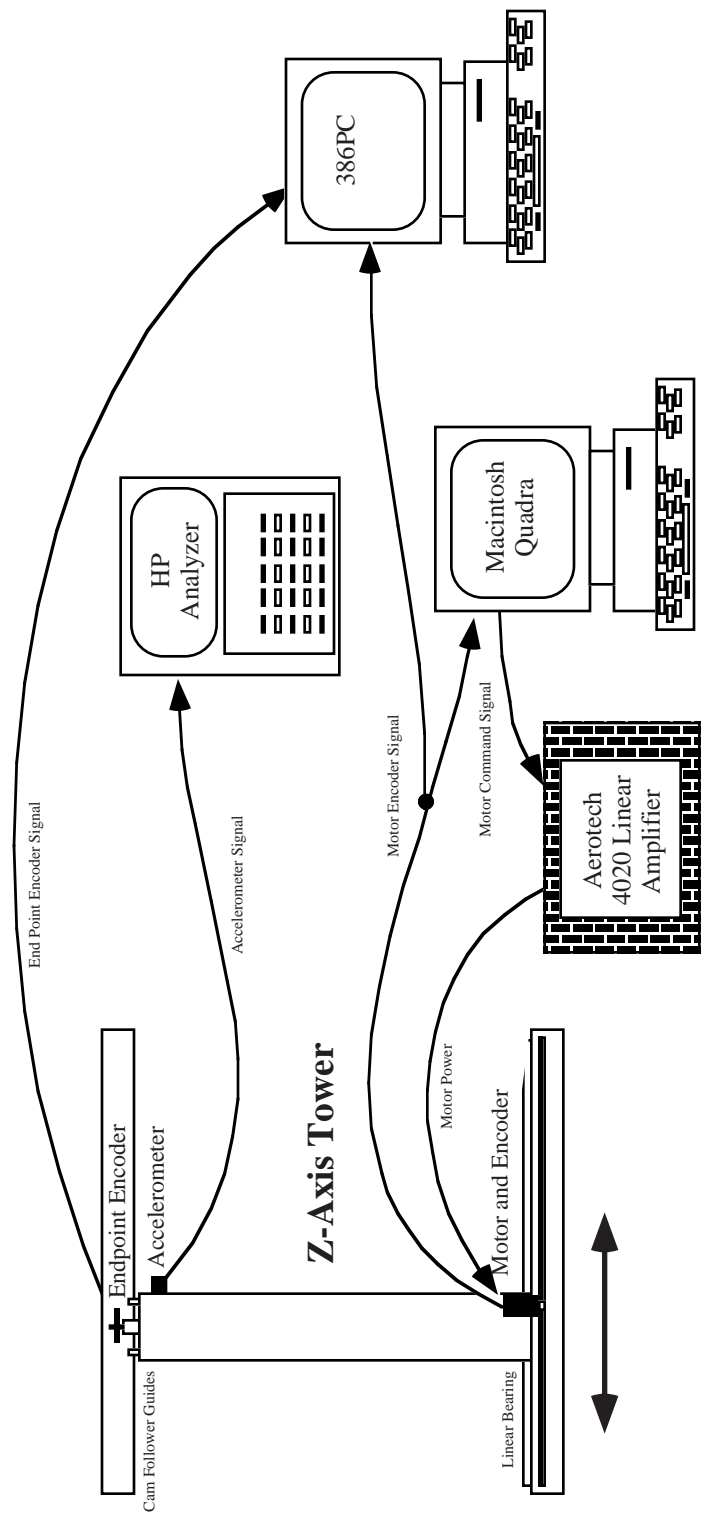 End Point Encoder Signal
386PC
HP
Analyzer
Accelerometer Signal
Endpoint Encoder
Accelerometer
Cam Follower Guides
Z-Axis Tower
Motor Encoder Signal
Macintosh
Quadra
Motor Command Signal
Motor Power
Aerotech
4020 Linear
Amplifier
Motor and Encoder
Linear Bearing